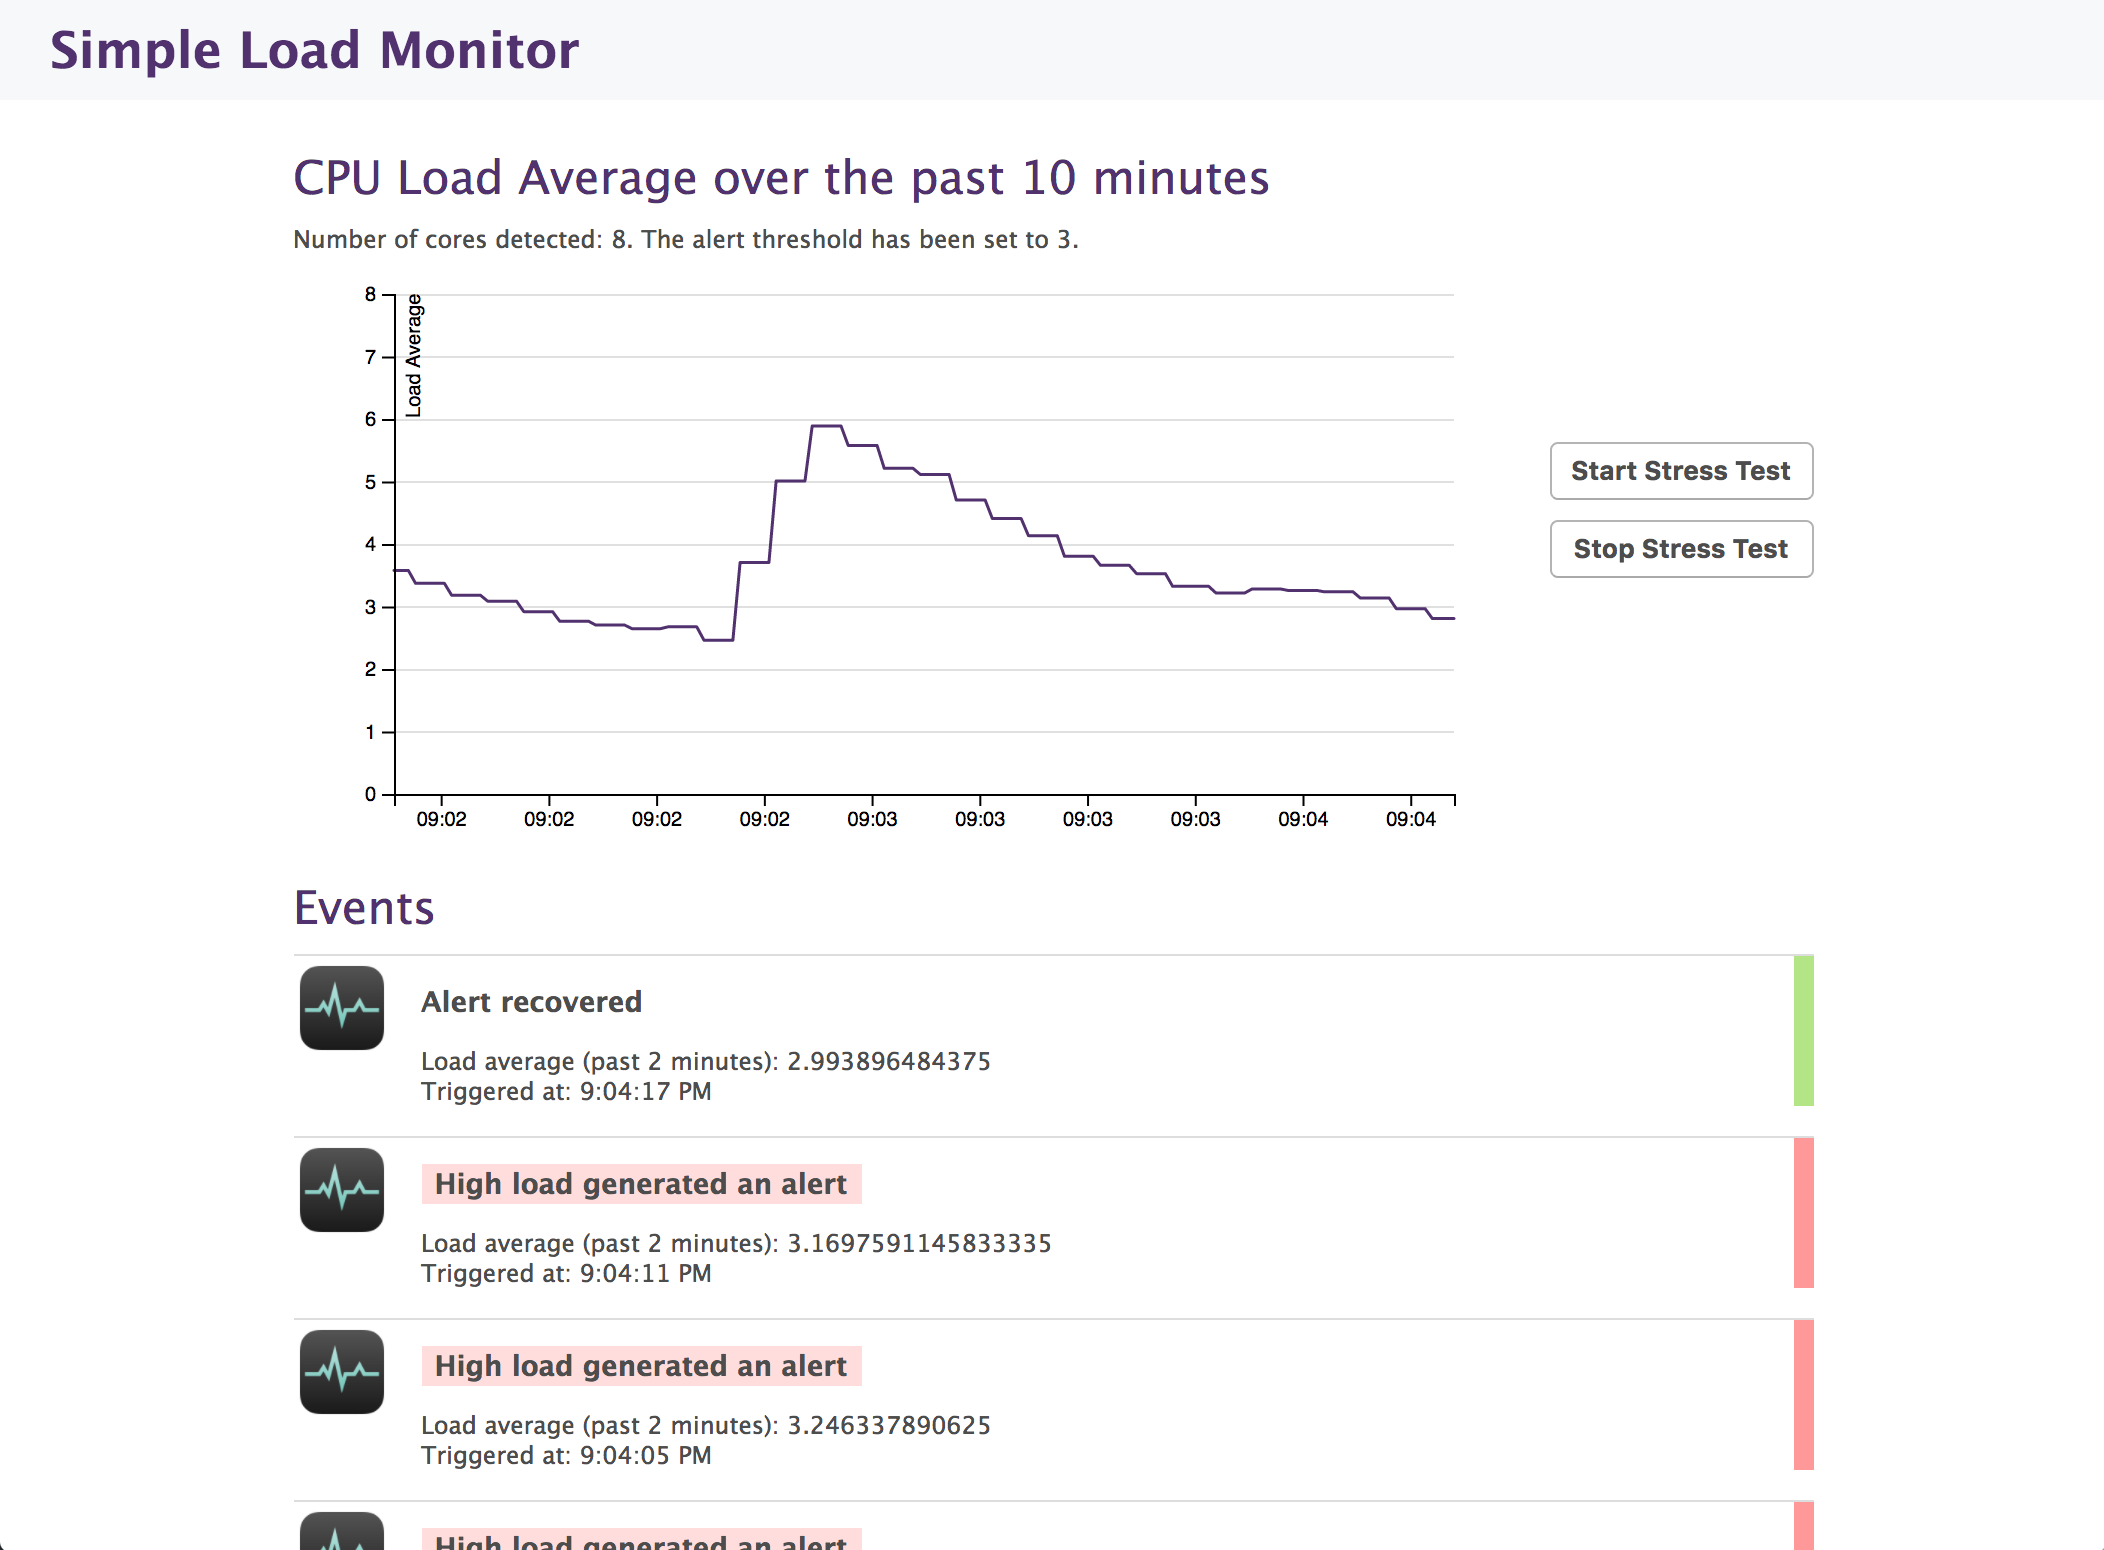 Simple Load Monitor
CPU Load Average over the past 10 minutes
Number of cores detected: 8. The alert threshold has been set to 3.
8
7
6
5
4
3
2
1
0
Load Average
09:02 09:02 09:02 09:02 09:03 09:03 09:03 09:03 09:04 09:04
Start Stress Test
Stop Stress Test
Events
Alert recovered
Load average (past 2 minutes): 2.993896484375
Triggered at: 9:04:17 PM
High load generated an alert
Load average (past 2 minutes): 3.1697591145833335
Triggered at: 9:04:11 PM
High load generated an alert
Load average (past 2 minutes): 3.246337890625
Triggered at: 9:04:05 PM
High load generated an alert